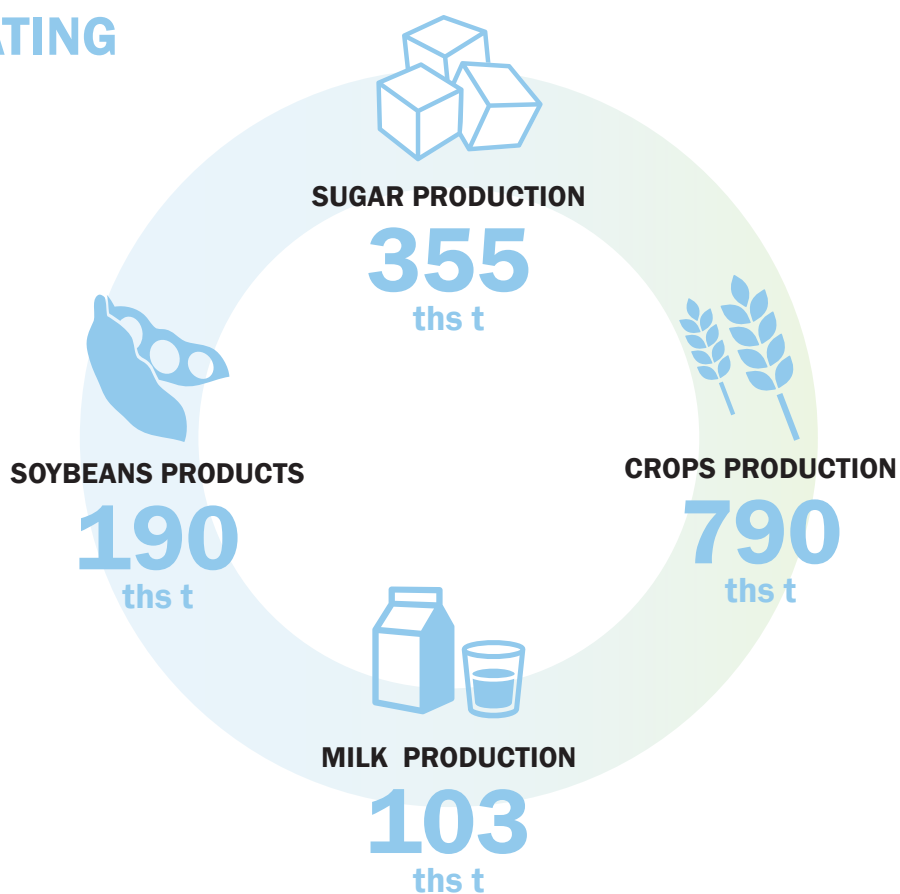 ATING
SUGAR PRODUCTION
355
ths t
SOYBEANS PRODUCTS
190
ths t
CROPS PRODUCTION
790
ths t
MILK PRODUCTION
103
ths t